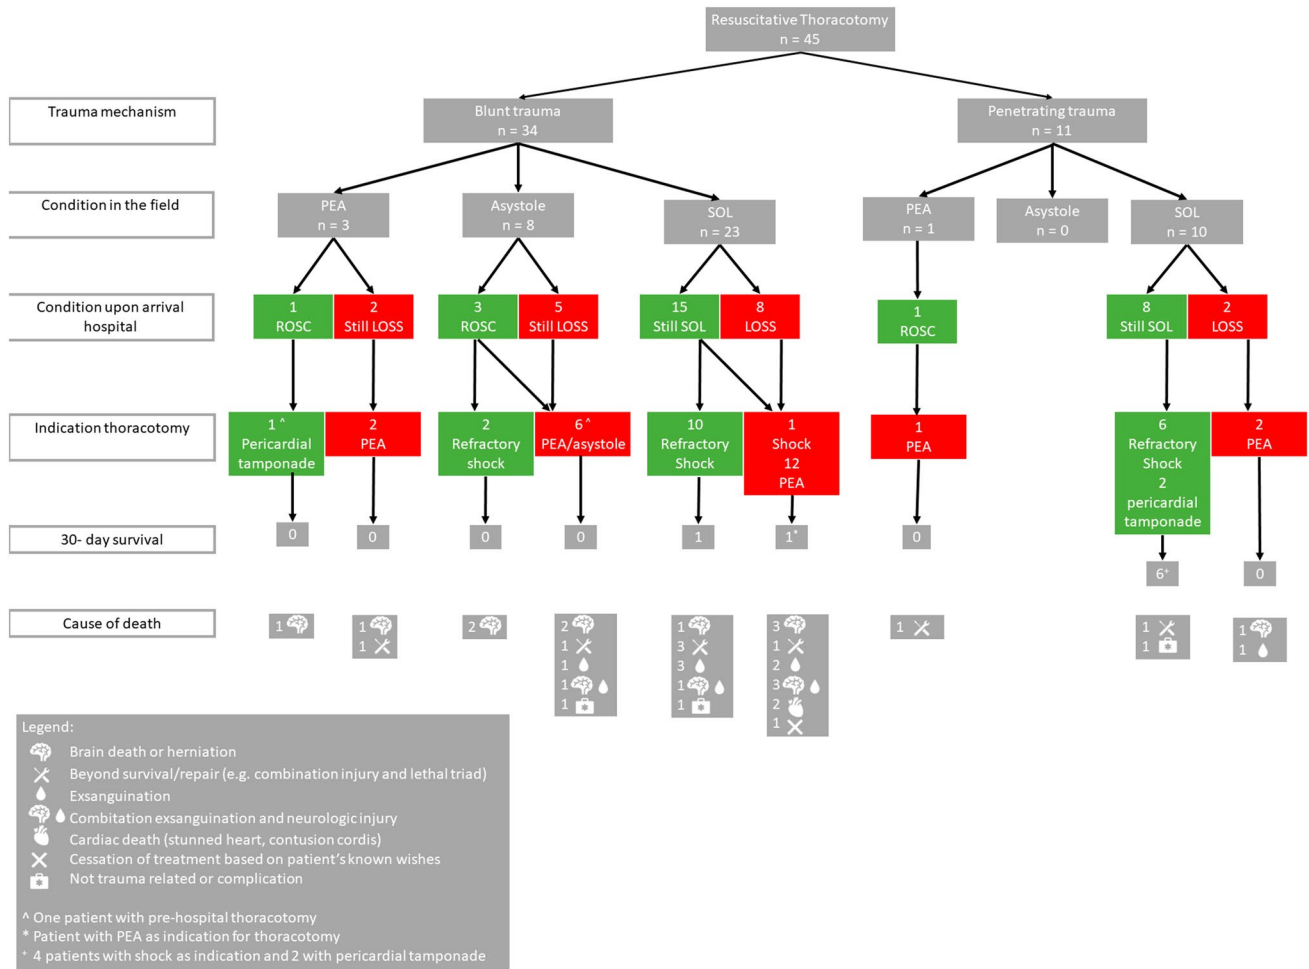 Resuscitative Thoracotomy
n = 45
Trauma mechanism
Blunt trauma
n = 34
Penetrating trauma
n = 11
Condition in the field
PEA
n = 3
Asystole
n = 8
SOL
n = 23
PEA
n = 1
Asystole
n = 0
SOL
n = 10
Condition upon arrival
hospital
1
ROSC
2
Still LOSS
3
ROSC
5
Still LOSS
15
Still SOL
8
LOSS
1
ROSC
8
Still SOL
2
LOSS
Indication thoracotomy
1 ^
Pericardial
tamponade
2
PEA
2
Refractory
shock
6 ^
PEA/asystole
10
Refractory
Shock
1
Shock
12
PEA
1
PEA
6
Refractory
Shock
2
pericardial
tamponade
2
PEA
30- day survival
0
0
0
0
1
1*
0
6+
0
Cause of death
1
1
1
2
2
1
1
1
1
1
3
3
1
1
3
1
2
3
2
1
1
1
1
1
1
Legend:
Brain death or herniation
Beyond survival/repair (e.g. combination injury and lethal triad)
Exsanguination
Combitation exsanguination and neurologic injury
Cardiac death (stunned heart, contusion cordis)
Cessation of treatment based on patient's known wishes
Not trauma related or complication
^ One patient with pre-hospital thoracotomy
* Patient with PEA as indication for thoracotomy
+ 4 patients with shock as indication and 2 with pericardial tamponade